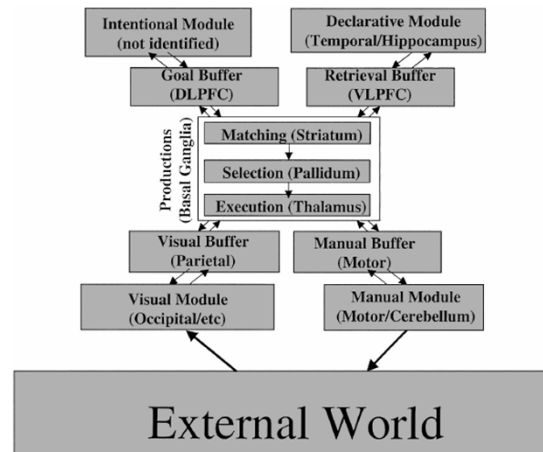 Intentional Module
(not identified)
Declarative Module
(Temporal/Hippocampus)
Goal Buffer
(DLPFC)
Retrieval Buffer
(VLPFC)
Productions
(Basal Ganglia)
Matching (Striatum)
Selection (Pallidum)
Execution (Thalamus)
Visual Buffer
(Parietal)
Manual Buffer
(Motor)
Visual Module
(Occipital/etc)
Manual Module
(Motor/Cerebellum)
External World